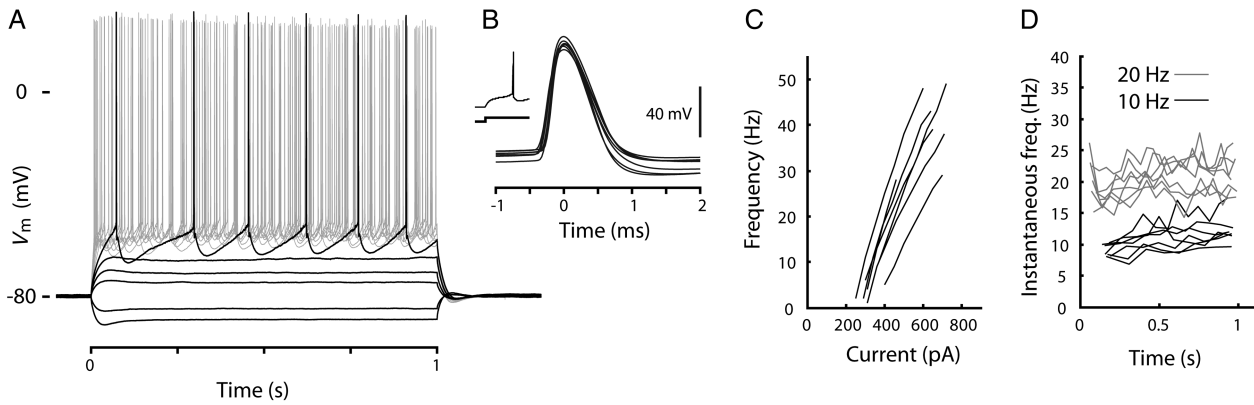 A
0
-80
Vm (mV)
0
1
Time (s)
B
40 mV
-1
0
1
2
Time (ms)
C
Frequency (Hz)
50
40
30
20
10
0
0
200
400
600
800
Current (pA)
D
Instantaneous freq. (Hz)
40
35
30
25
20
15
10
5
0
20 Hz
10 Hz
0
0.5
1
Time (s)